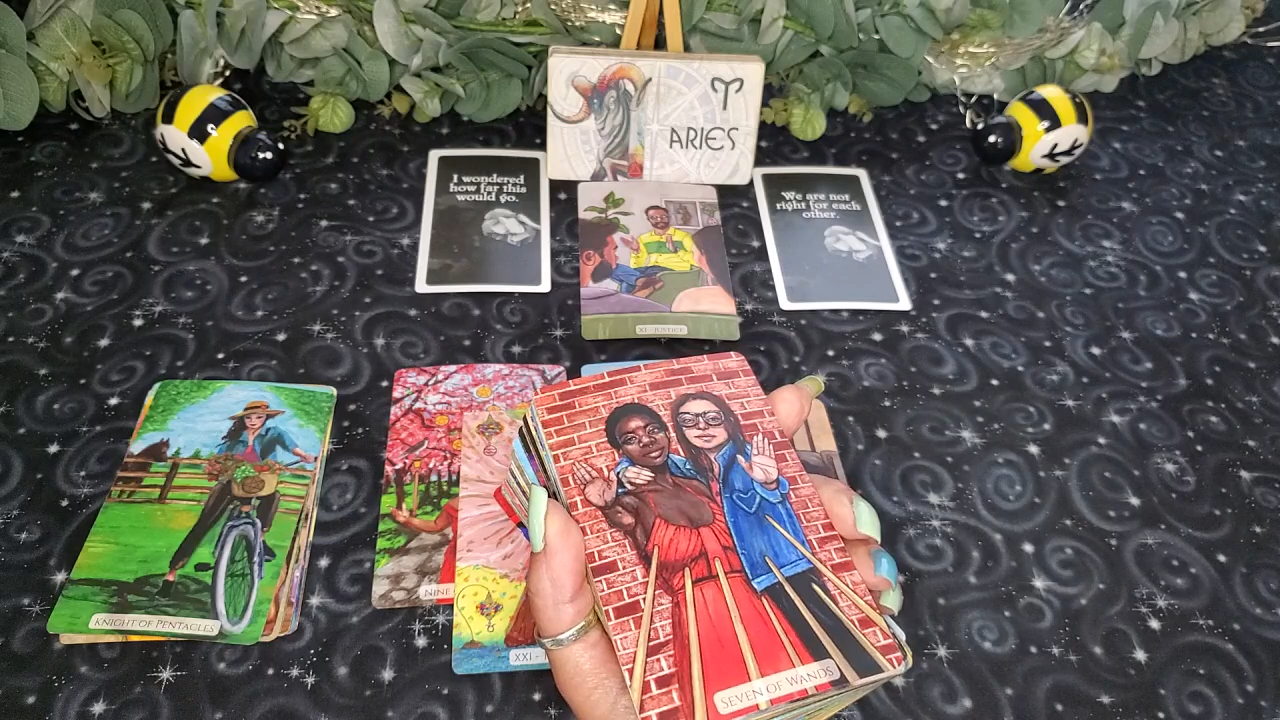 ARIES
I wondered
how far this
would go.
We are not
right for each
other.
XI - JUSTICE
KNIGHT OF PENTACLES
NINE
XXI -
SEVEN OF WANDS